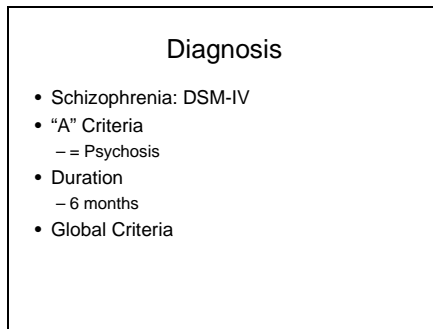 Diagnosis
• Schizophrenia: DSM-IV
• “A” Criteria
– = Psychosis
• Duration
– 6 months
• Global Criteria